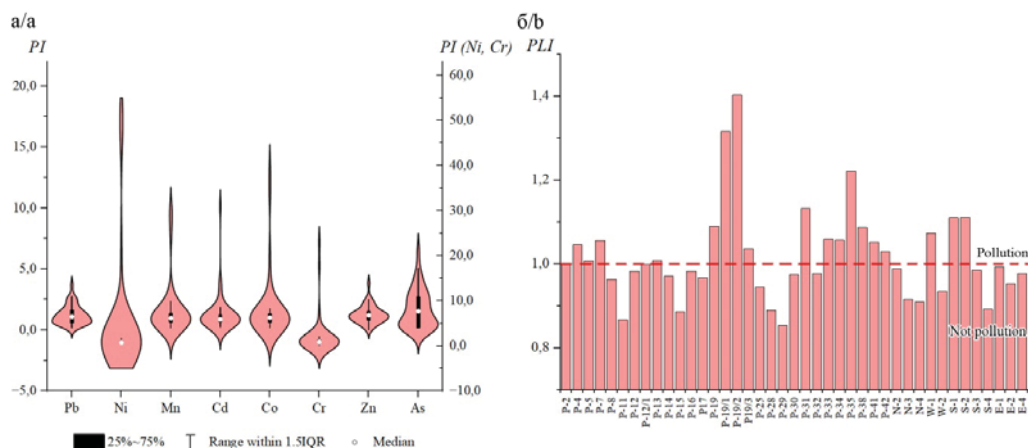 а/a
PI
PI (Ni, Cr)
20,0
15,0
10,0
5,0
0,0
−5,0
60,0
50,0
40,0
30,0
20,0
10,0
0,0
−10,0
Pb Ni Mn Cd Co Cr Zn As
25%~75% Range within 1.5IQR Median
б/b
PLI
1,4
1,2
1,0
0,8
Pollution
Not pollution
P-2 P-4 P-5 P-7 P-8 P-11 P-12 P-12/1 P-13 P-14 P-15 P-16 P17 P-19 P-19/1 P-19/2 P19/3 P-25 P-28 P-29 P-30 P-31 P-32 P-33 P-34 P-35 P-38 P-41 P-42 N-2 N-3 N-4 W-1 W-2 S-1 S-2 S-3 S-4 E-1 E-2 E-4